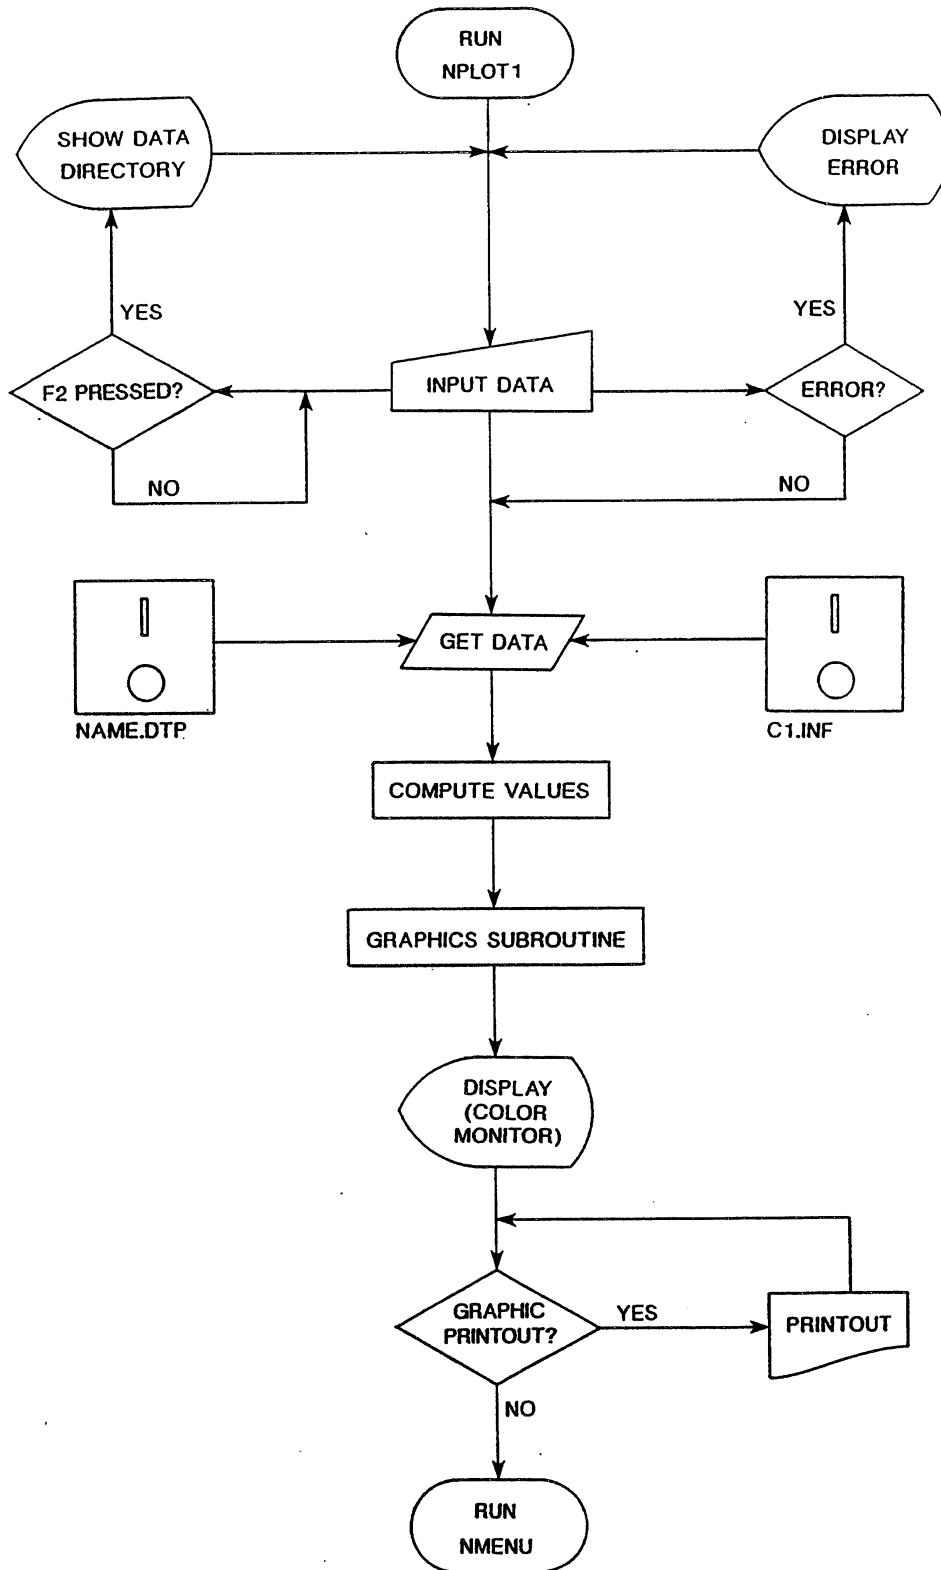 RUN
NPLOT1
SHOW DATA
DIRECTORY
DISPLAY
ERROR
YES
YES
F2 PRESSED?
INPUT DATA
ERROR?
NO
NO
GET DATA
NAME.DTP
C1.INF
COMPUTE VALUES
GRAPHICS SUBROUTINE
DISPLAY
(COLOR
MONITOR)
GRAPHIC
PRINTOUT?
YES
PRINTOUT
NO
RUN
NMENU